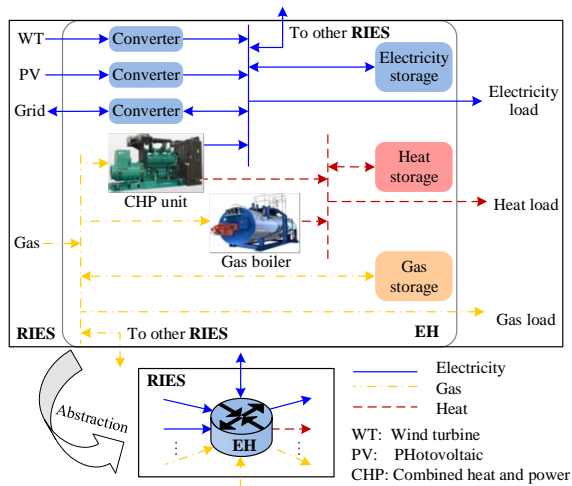 To other RIES
WT
Converter
PV
Converter
Grid
Converter
Electricity
storage
Electricity
load
CHP unit
Heat
storage
Heat load
Gas
Gas boiler
Gas
storage
Gas load
RIES
To other RIES
EH
Abstraction
RIES
EH
Electricity
Gas
Heat
WT: Wind turbine
PV: PHotovoltaic
CHP: Combined heat and power